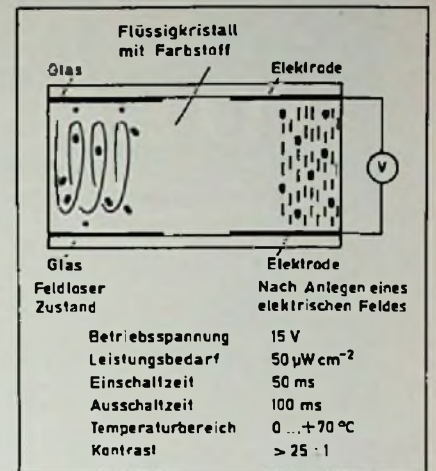 Flüssigkristall
mit Farbstoff
Glas Elektrode
V
Glas Elektrode
Feldloser Nach Anlegen eines
Zustand elektrischen Feldes
Betriebsspannung 15 V
Leistungsbedarf 50 µW cm⁻²
Einschaltzeit 50 ms
Ausschaltzeit 100 ms
Temperaturbereich 0 ...+70 °C
Kontrast > 25 : 1